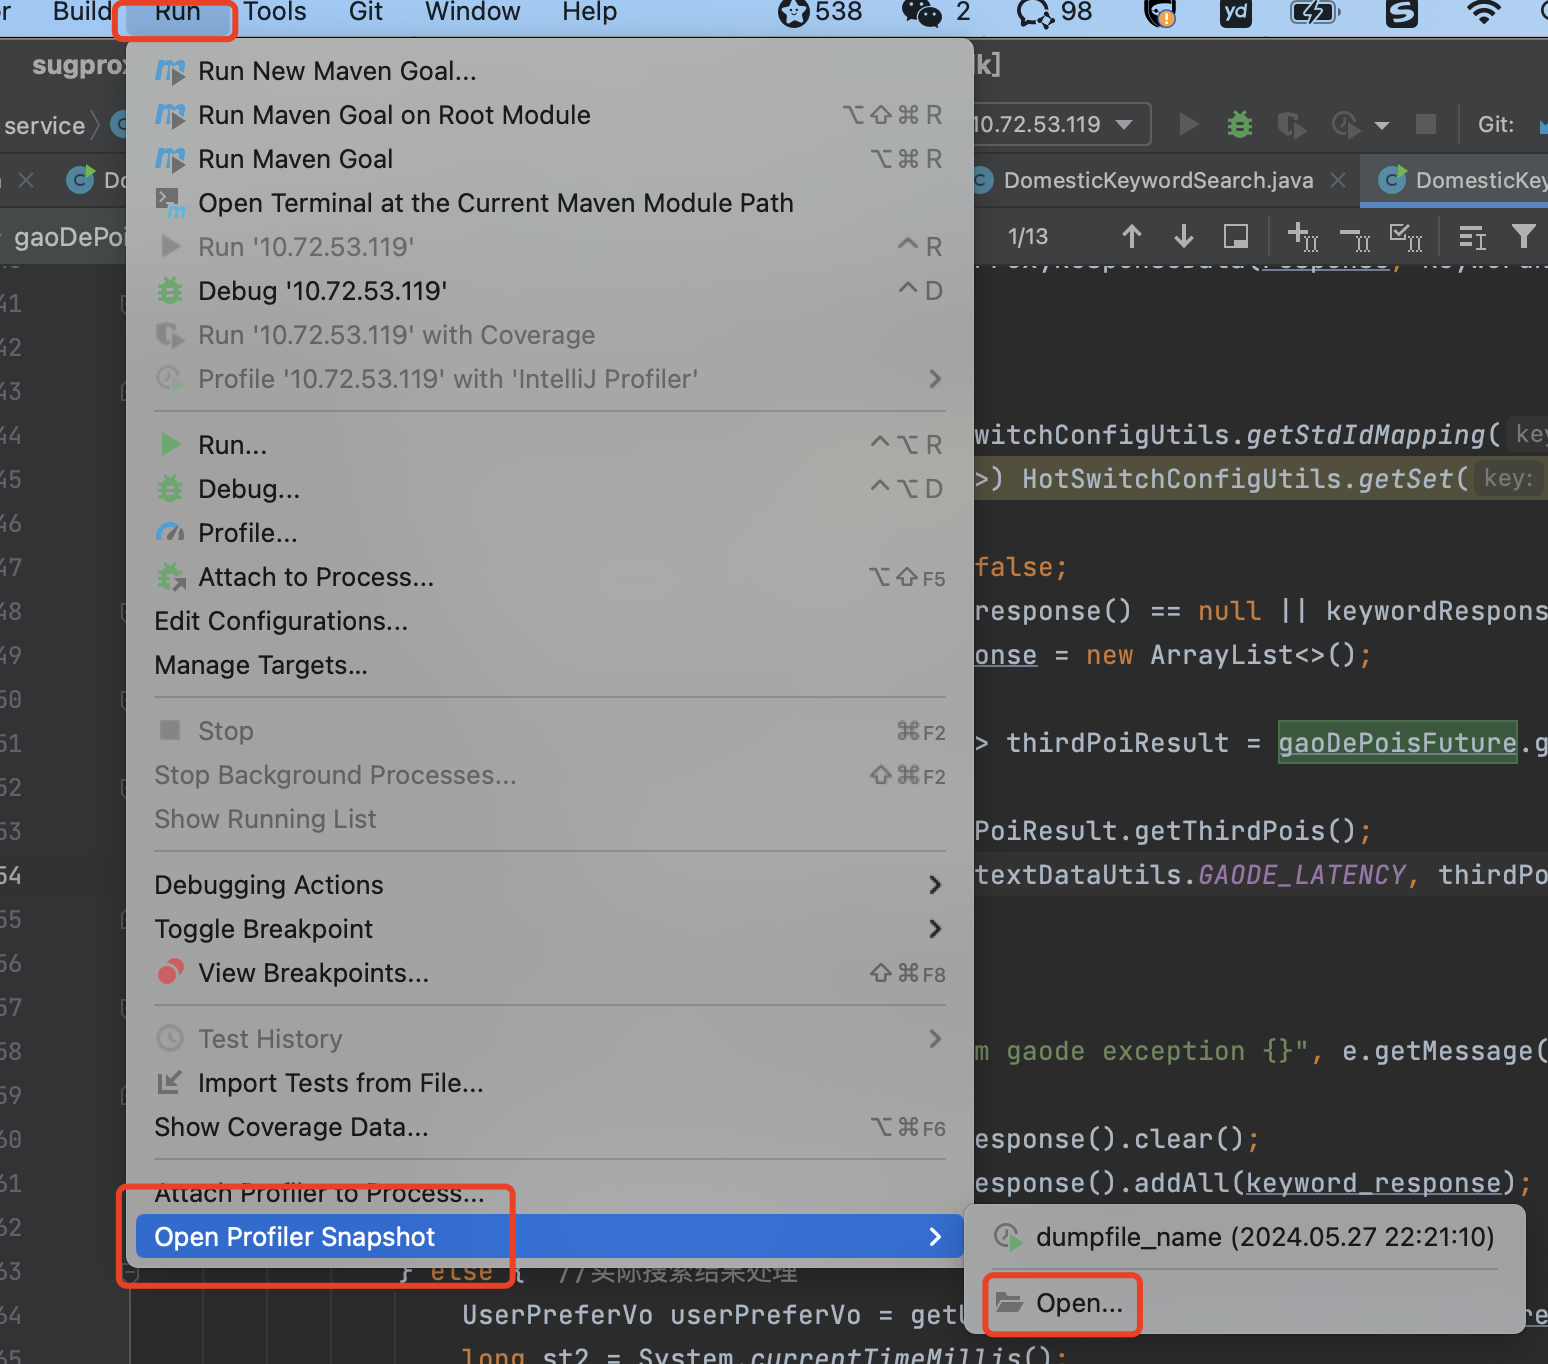 Build Run Tools Git Window Help 538 2 98 yd
sugpro
service
10.72.53.119 Git:
Do DomesticKeywordSearch.java DomesticKey
gaoDePoi 1/13
Run New Maven Goal...
Run Maven Goal on Root Module ⌥⇧⌘R
Run Maven Goal ⌥⌘R
Open Terminal at the Current Maven Module Path
Run '10.72.53.119' ^R
Debug '10.72.53.119' ^D
Run '10.72.53.119' with Coverage
Profile '10.72.53.119' with 'IntelliJ Profiler'
Run... ^⌥R
Debug... ^⌥D
Profile...
Attach to Process... ⌥⇧F5
Edit Configurations...
Manage Targets...
Stop ⌘F2
Stop Background Processes... ⇧⌘F2
Show Running List
Debugging Actions
Toggle Breakpoint
View Breakpoints... ⇧⌘F8
Test History
Import Tests from File...
Show Coverage Data... ⌥⌘F6
Attach Profiler to Process...
Open Profiler Snapshot
dumpfile_name (2024.05.27 22:21:10)
Open...
k]
41
42
43
44 witchConfigUtils.getStdIdMapping( key
45 >) HotSwitchConfigUtils.getSet( key:
46
47 false;
48 response() == null || keywordRespons
49 onse = new ArrayList<>();
50
51 > thirdPoiResult = gaoDePoisFuture.g
52
53 PoiResult.getThirdPois();
54 textDataUtils.GAODE_LATENCY, thirdPo
55
56
57
58 m gaode exception {}", e.getMessage(
59
60 esponse().clear();
61 esponse().addAll(keyword_response);
62
63 } else { //实际搜索结果处理
64 UserPreferVo userPreferVo = getU re
65 long st2 = System.currentTimeMillis();